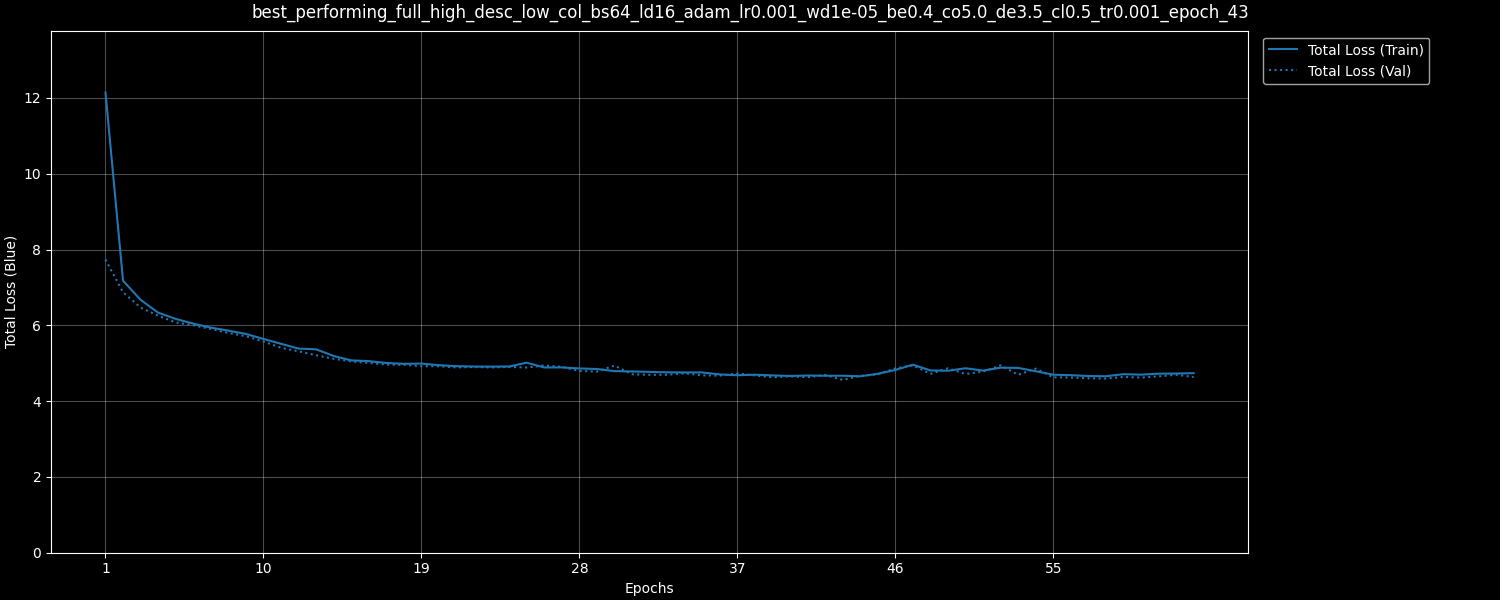 best_performing_full_high_desc_low_col_bs64_ld16_adam_lr0.001_wd1e-05_be0.4_co5.0_de3.5_cl0.5_tr0.001_epoch_43
Total Loss (Train)
Total Loss (Val)
Total Loss (Blue)
12
10
8
6
4
2
0
1 10 19 28 37 46 55
Epochs